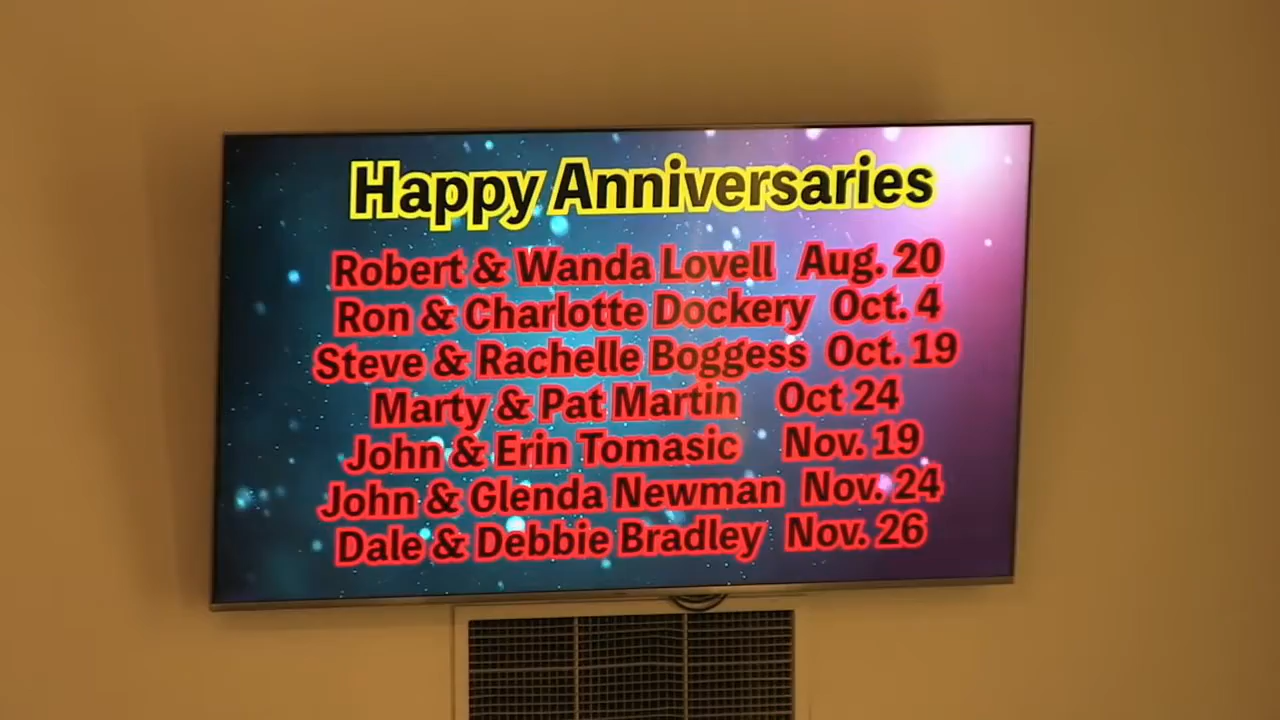 Happy Anniversaries
Robert & Wanda Lovell Aug. 20
Ron & Charlotte Dockery Oct. 4
Steve & Rachelle Boggess Oct. 19
Marty & Pat Martin Oct 24
John & Erin Tomasic Nov. 19
John & Glenda Newman Nov. 24
Dale & Debbie Bradley Nov. 26